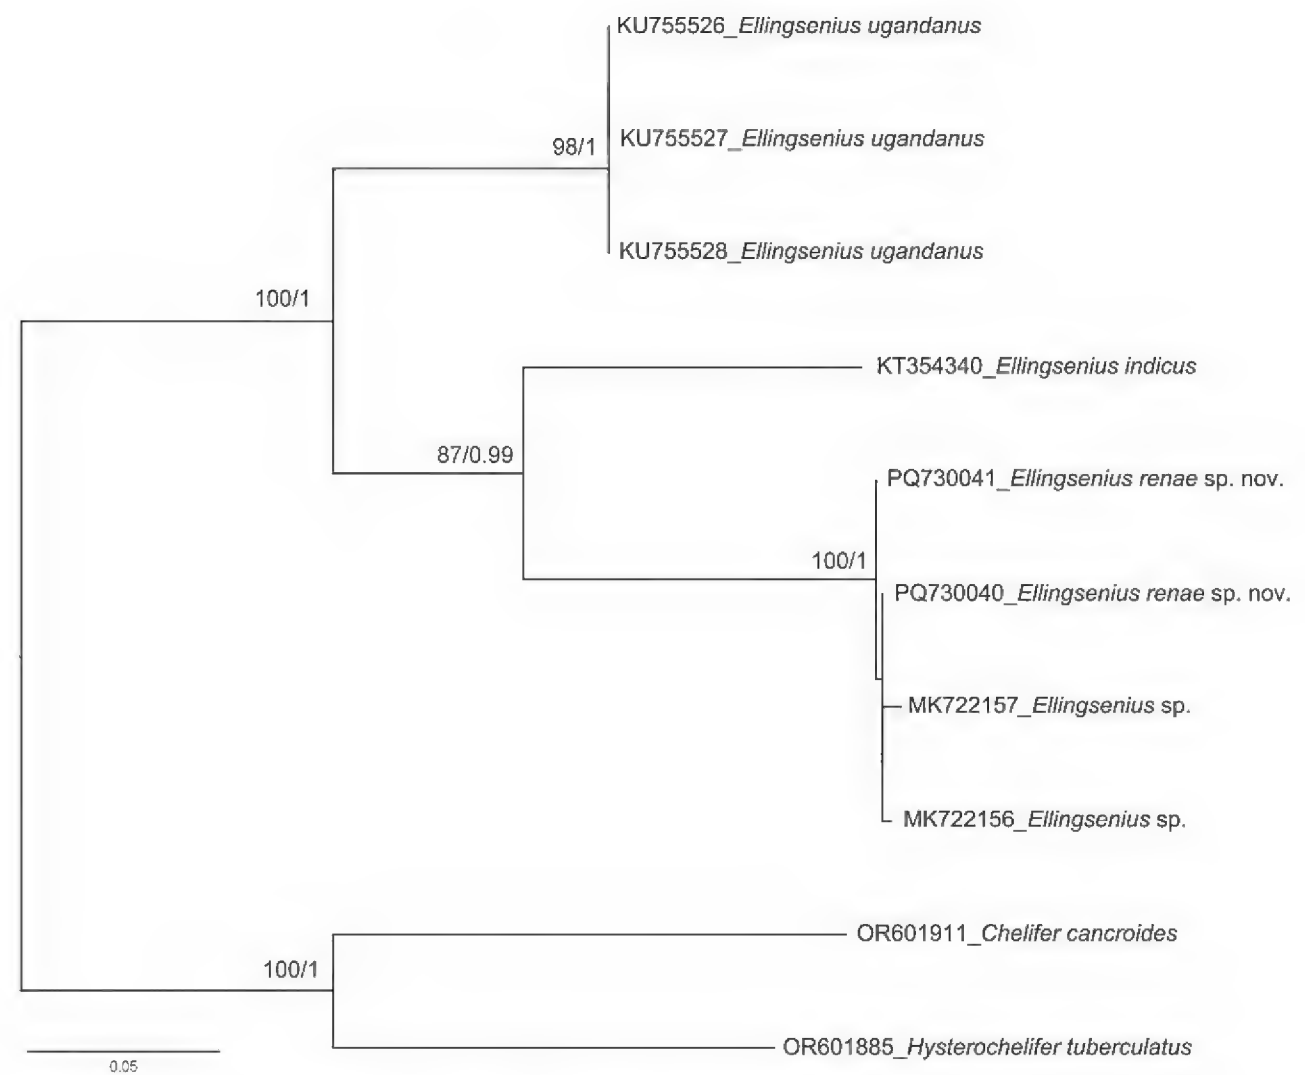 KU755526_Ellingsenius ugandanus
98/1
KU755527_Ellingsenius ugandanus
KU755528_Ellingsenius ugandanus
100/1
KT354340_Ellingsenius indicus
87/0.99
PQ730041_Ellingsenius renae sp. nov.
100/1
PQ730040_Ellingsenius renae sp. nov.
MK722157_Ellingsenius sp.
MK722156_Ellingsenius sp.
OR601911_Chelifer cancroides
100/1
OR601885_Hysterochelifer tuberculatus
0.05